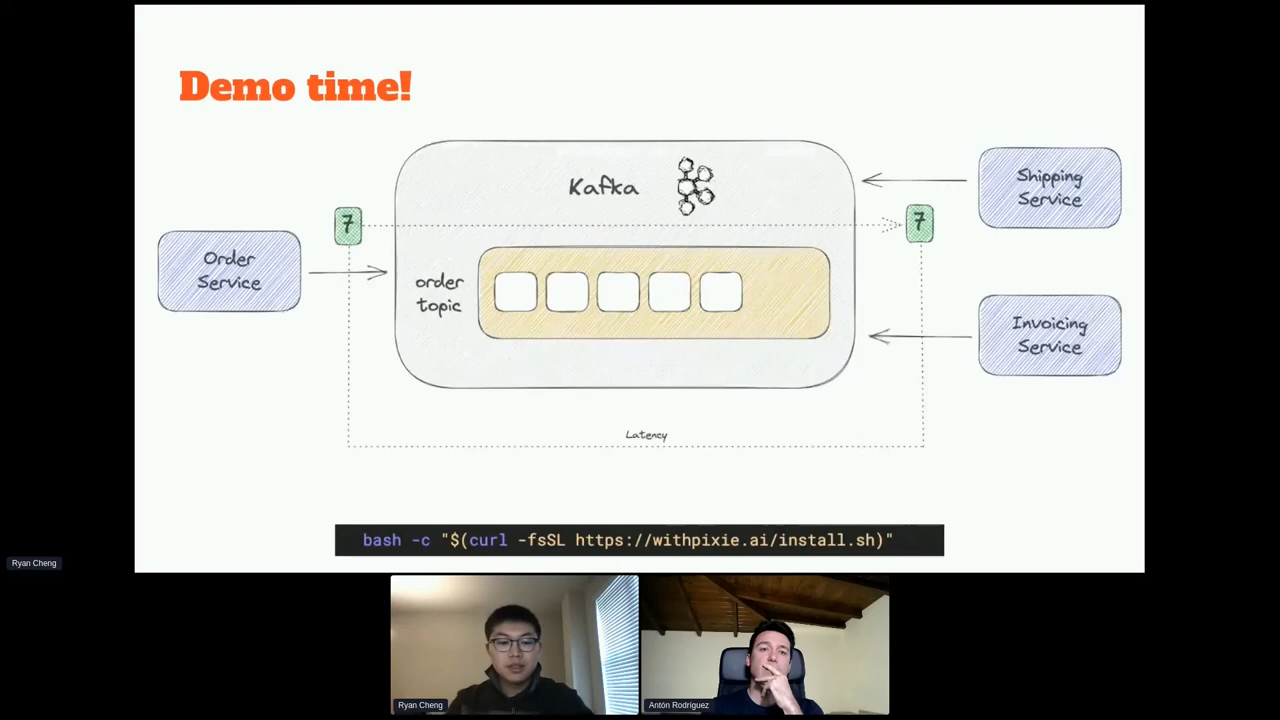 Demo time!
Kafka
7
7
Order
Service
order
topic
Shipping
Service
Invoicing
Service
Latency
bash -c "$(curl -fsSL https://withpixie.ai/install.sh)"
Ryan Cheng
Ryan Cheng
Antón Rodríguez